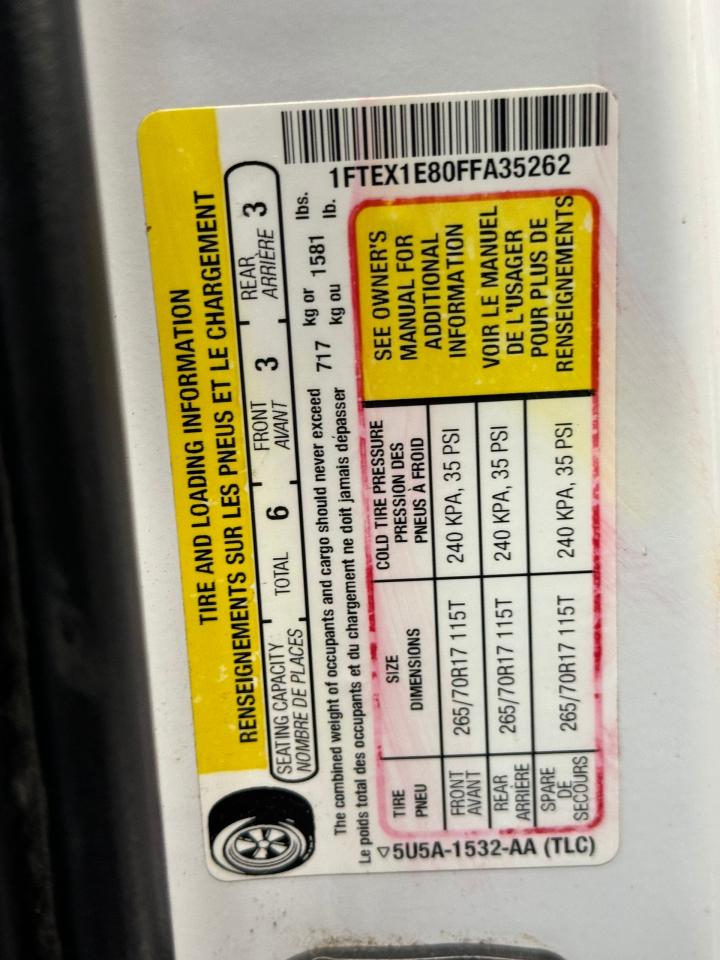 TIRE AND LOADING INFORMATION
RENSEIGNEMENTS SUR LES PNEUS ET LE CHARGEMENT
SEATING CAPACITY TOTAL 6 FRONT 3 REAR 3
NOMBRE DE PLACES AVANT ARRIÈRE
The combined weight of occupants and cargo should never exceed 717 kg or 1581 lbs.
Le poids total des occupants et du chargement ne doit jamais dépasser kg ou lb.
1FTEX1E80FFA35262
TIRE SIZE COLD TIRE PRESSURE
PNEU DIMENSIONS PRESSION DES
PNEUS À FROID
FRONT 265/70R17 115T 240 KPA, 35 PSI
AVANT
REAR 265/70R17 115T 240 KPA, 35 PSI
ARRIÈRE
SPARE 265/70R17 115T 240 KPA, 35 PSI
DE
SECOURS
SEE OWNER'S
MANUAL FOR
ADDITIONAL
INFORMATION
VOIR LE MANUEL
DE L'USAGER
POUR PLUS DE
RENSEIGNEMENTS
▽5U5A-1532-AA (TLC)